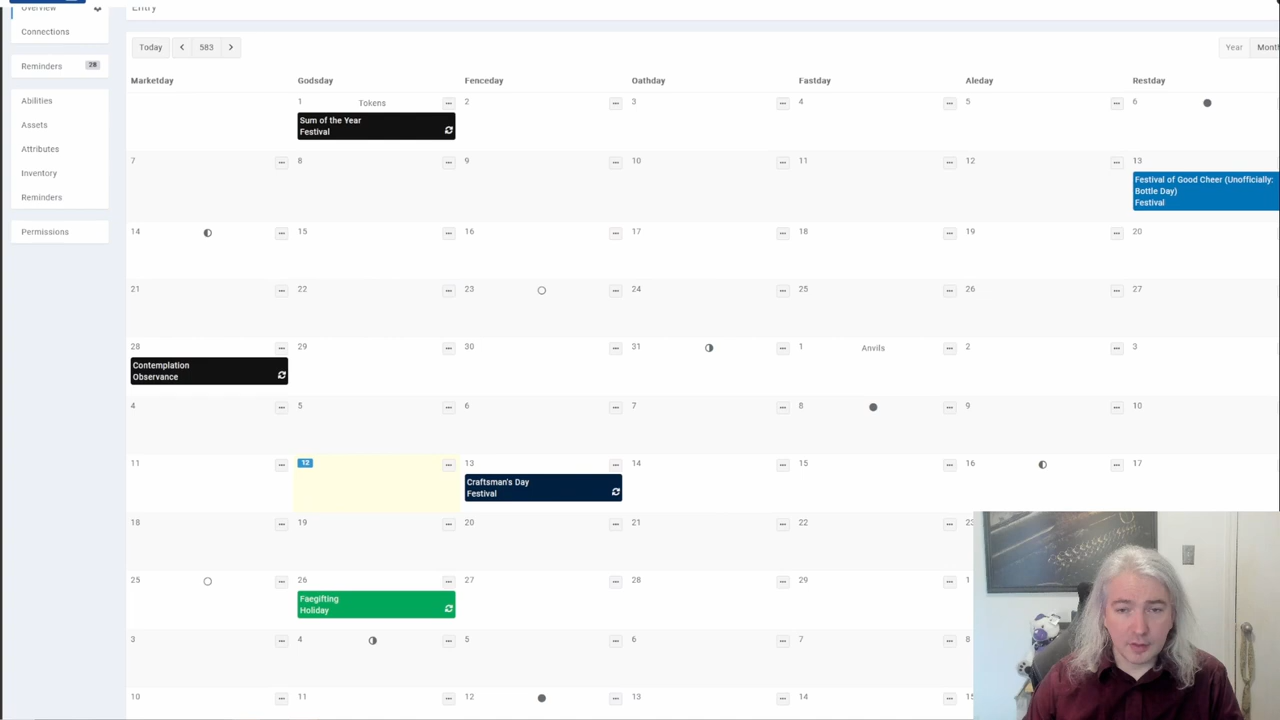 Overview
Entry
Connections
Today 583 Year Month
Reminders 28
Marketday Godsday Fenceday Oathday Fastday Aleday Restday
Abilities
Assets
Attributes
Inventory
Reminders
Permissions
1 Tokens 2 3 4 5 6
Sum of the Year
Festival
7 8 9 10 11 12 13
Festival of Good Cheer (Unofficially:
Bottle Day)
Festival
14 15 16 17 18 19 20
21 22 23 24 25 26 27
28 29 30 31 1 Anvils 2 3
Contemplation
Observance
4 5 6 7 8 9 10
11 12 13 14 15 16 17
Craftsman's Day
Festival
18 19 20 21 22
25 26 27 28 29 1
Faegifting
Holiday
3 4 5 6 7 8
10 11 12 13 14